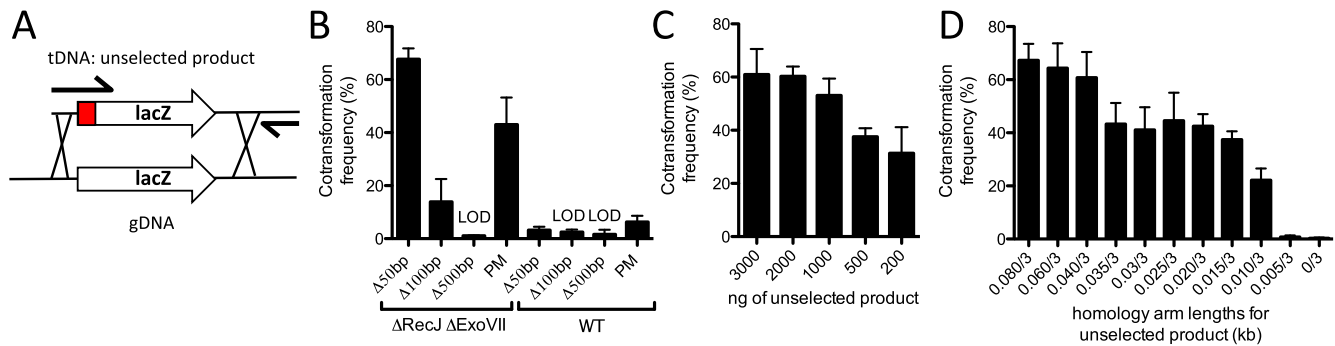 A
tDNA: unselected product
lacZ
lacZ
gDNA
B
Cotransformation
frequency (%)
80
60
40
20
0
LOD
LOD LOD
Δ50bp
Δ100bp
Δ500bp
PM
Δ50bp
Δ100bp
Δ500bp
PM
ΔRecJ ΔExoVII
WT
C
Cotransformation
frequency (%)
80
60
40
20
0
3000
2000
1000
500
200
ng of unselected product
D
Cotransformation
frequency (%)
80
60
40
20
0
0.080/3
0.060/3
0.040/3
0.035/3
0.03/3
0.025/3
0.020/3
0.015/3
0.010/3
0.005/3
0/3
homology arm lengths for
unselected product (kb)